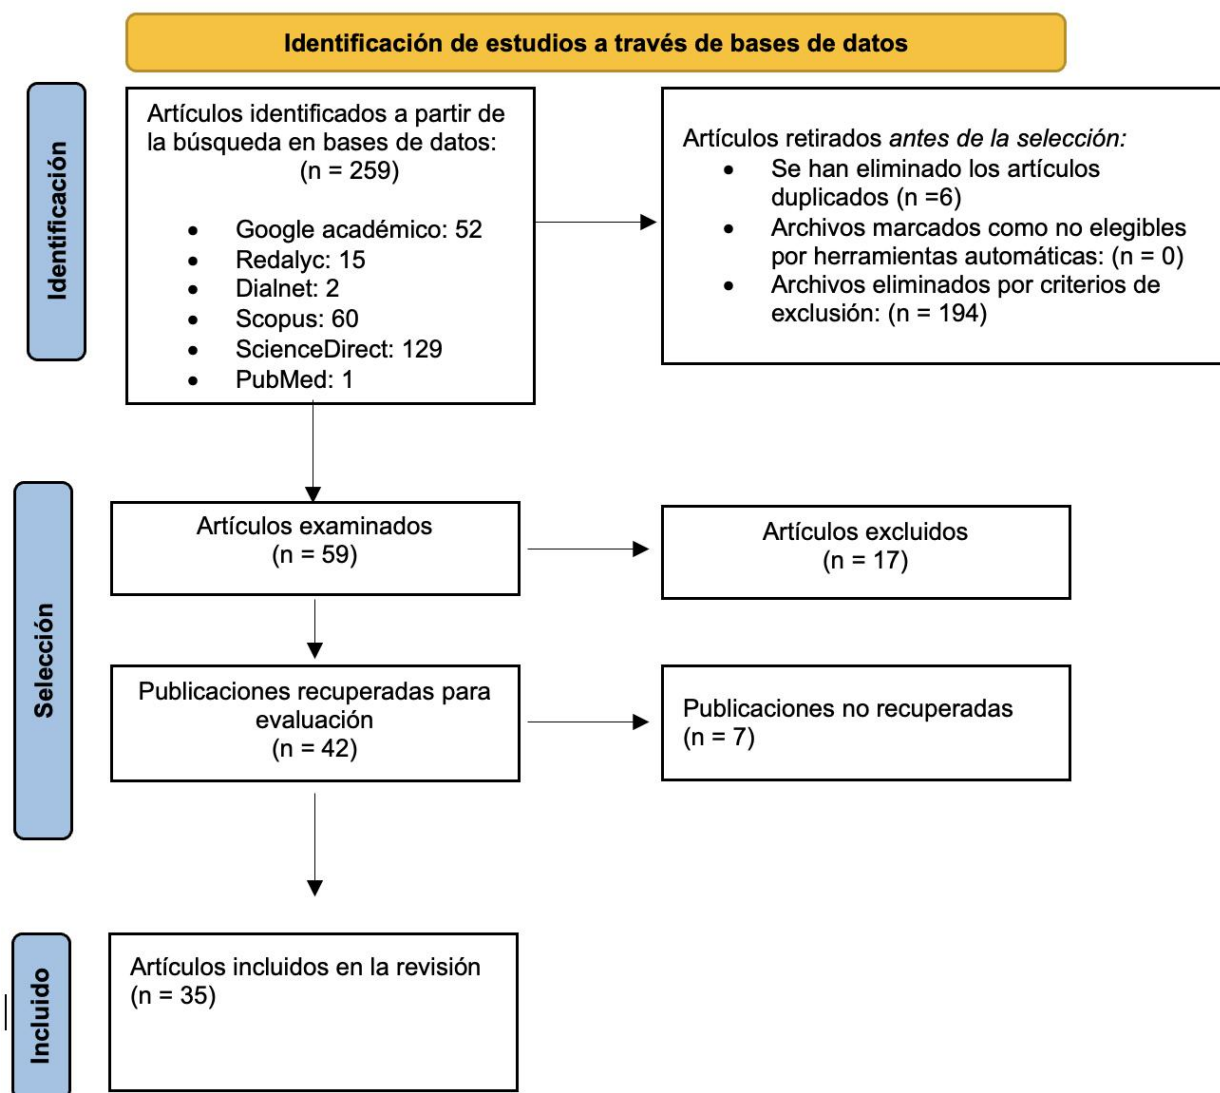 Identificación de estudios a través de bases de datos
Identificación
Artículos identificados a partir de
la búsqueda en bases de datos:
(n = 259)
• Google académico: 52
• Redalyc: 15
• Dialnet: 2
• Scopus: 60
• ScienceDirect: 129
• PubMed: 1
Artículos retirados antes de la selección:
• Se han eliminado los artículos
duplicados (n =6)
• Archivos marcados como no elegibles
por herramientas automáticas: (n = 0)
• Archivos eliminados por criterios de
exclusión: (n = 194)
Selección
Artículos examinados
(n = 59)
Artículos excluidos
(n = 17)
Publicaciones recuperadas para
evaluación
(n = 42)
Publicaciones no recuperadas
(n = 7)
Incluido
Artículos incluidos en la revisión
(n = 35)